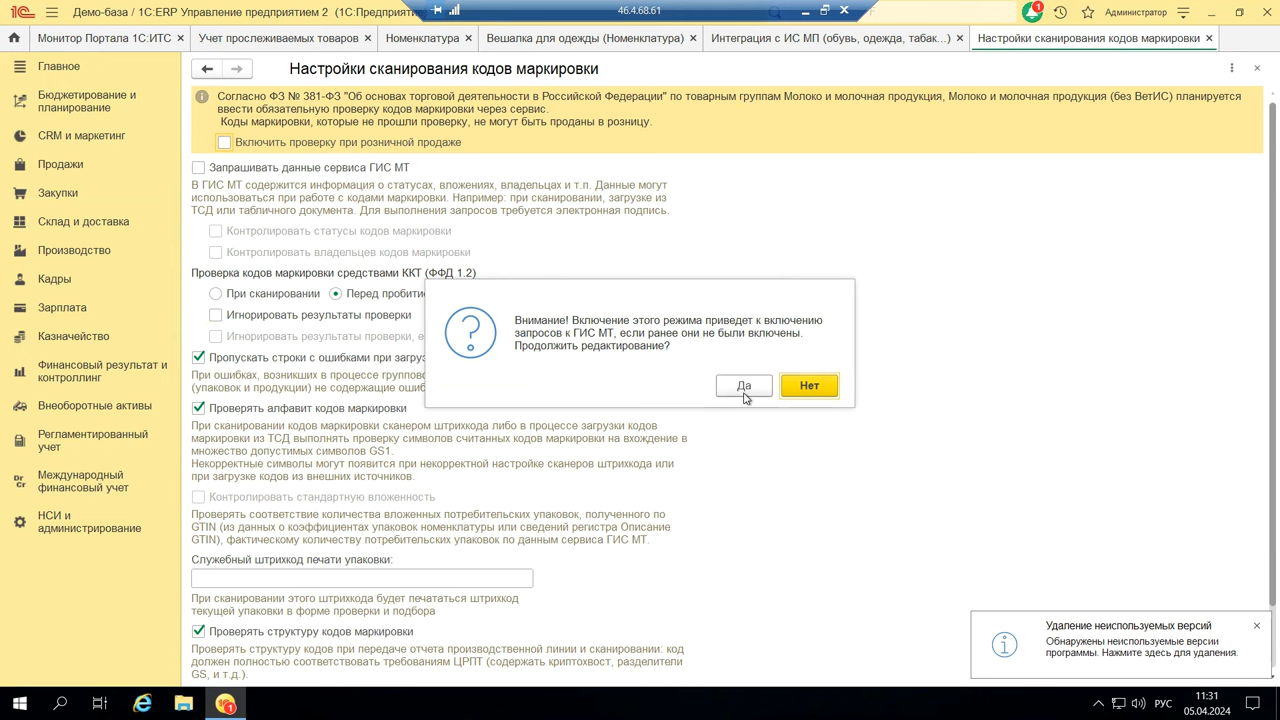 Демо-база / 1С:ERP Управление предприятием 2 (1С:Предприятие
46.4.68.61
1
Администратор
Монитор Портала 1С:ИТС
Учет прослеживаемых товаров
Номенклатура
Вешалка для одежды (Номенклатура)
Интеграция с ИС МП (обувь, одежда, табак...)
Настройки сканирования кодов маркировки
Главное
Бюджетирование и
планирование
CRM и маркетинг
Продажи
Закупки
Склад и доставка
Производство
Кадры
Зарплата
Казначейство
Финансовый результат и
контроллинг
Внеоборотные активы
Регламентированный
учет
Dr
Cr
Международный
финансовый учет
НСИ и
администрирование
Настройки сканирования кодов маркировки
Согласно ФЗ № 381-ФЗ "Об основах торговой деятельности в Российской Федерации" по товарным группам Молоко и молочная продукция, Молоко и молочная продукция (без ВетИС) планируется
ввести обязательную проверку кодов маркировки через сервис.
Коды маркировки, которые не прошли проверку, не могут быть проданы в розницу.
Включить проверку при розничной продаже
Запрашивать данные сервиса ГИС МТ
В ГИС МТ содержится информация о статусах, вложениях, владельцах и т.п. Данные могут
использоваться при работе с кодами маркировки. Например: при сканировании, загрузке из
ТСД или табличного документа. Для выполнения запросов требуется электронная подпись.
Контролировать статусы кодов маркировки
Контролировать владельцев кодов маркировки
Проверка кодов маркировки средствами ККТ (ФФД 1.2)
При сканировании
Перед пробити
Игнорировать результаты проверки
Игнорировать результаты проверки, е
Пропускать строки с ошибками при загруз
При ошибках, возникших в процессе группово
(упаковок и продукции) не содержащие ошиб
Внимание! Включение этого режима приведет к включению
запросов к ГИС МТ, если ранее они не были включены.
Продолжить редактирование?
Да
Нет
Проверять алфавит кодов маркировки
При сканировании кодов маркировки сканером штрихкода либо в процессе загрузки кодов
маркировки из ТСД выполнять проверку символов считанных кодов маркировки на вхождение в
множество допустимых символов GS1.
Некорректные символы могут появится при некорректной настройке сканеров штрихкода или
при загрузке кодов из внешних источников.
Контролировать стандартную вложенность
Проверять соответствие количества вложенных потребительских упаковок, полученного по
GTIN (из данных о коэффициентах упаковок номенклатуры или сведений регистра Описание
GTIN), фактическому количеству потребительских упаковок по данным сервиса ГИС МТ.
Служебный штрихкод печати упаковки:
При сканировании этого штрихкода будет печататься штрихкод
текущей упаковки в форме проверки и подбора
Проверять структуру кодов маркировки
Проверять структуру кодов при передаче отчета производственной линии и сканировании: код
должен полностью соответствовать требованиям ЦРПТ (содержать криптохвост, разделители
GS, и т.д.).
Удаление неиспользуемых версий
Обнаружены неиспользуемые версии
программы. Нажмите здесь для удаления.
1
РУС
11:31
05.04.2024